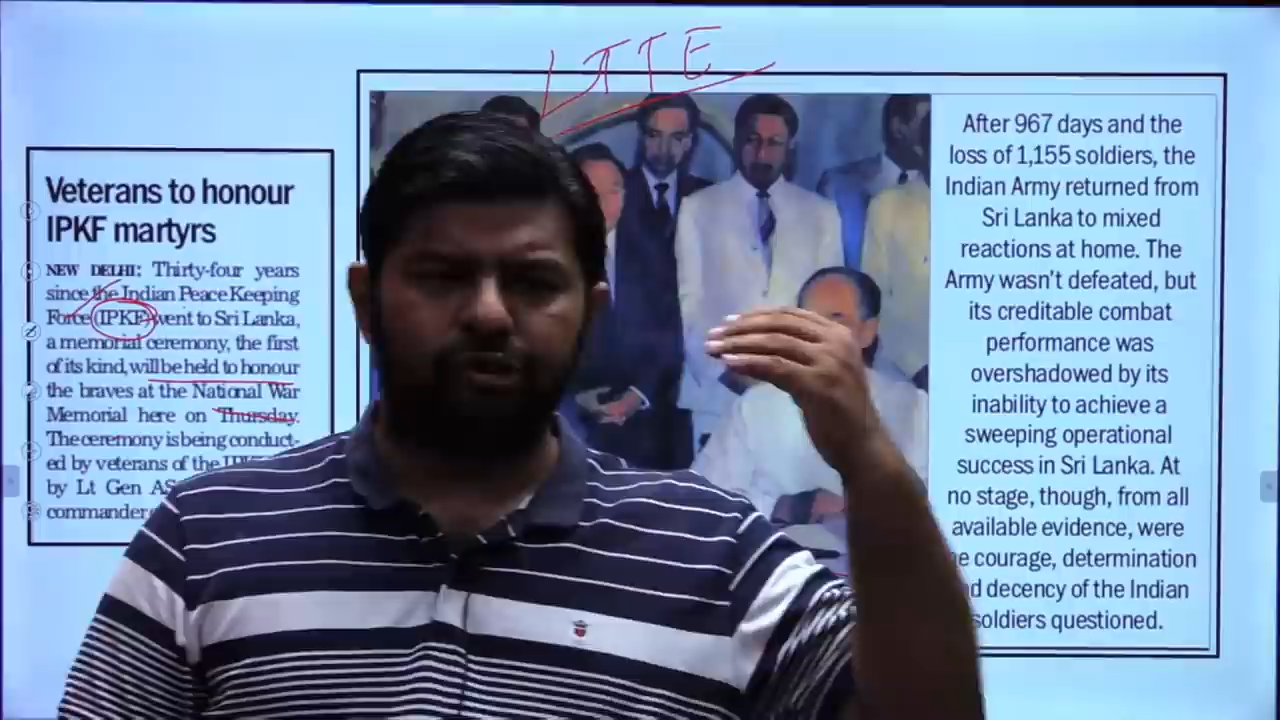 LTTE
Veterans to honour
IPKF martyrs
NEW DELHI: Thirty-four years
since the Indian Peace Keeping
Force (IPKF) went to Sri Lanka,
a memorial ceremony, the first
of its kind, will be held to honour
the braves at the National War
Memorial here on Thursday.
The ceremony is being conduct-
ed by veterans of the
by Lt Gen AS
commander
After 967 days and the
loss of 1,155 soldiers, the
Indian Army returned from
Sri Lanka to mixed
reactions at home. The
Army wasn't defeated, but
its creditable combat
performance was
overshadowed by its
inability to achieve a
sweeping operational
success in Sri Lanka. At
no stage, though, from all
available evidence, were
courage, determination
decency of the Indian
soldiers questioned.